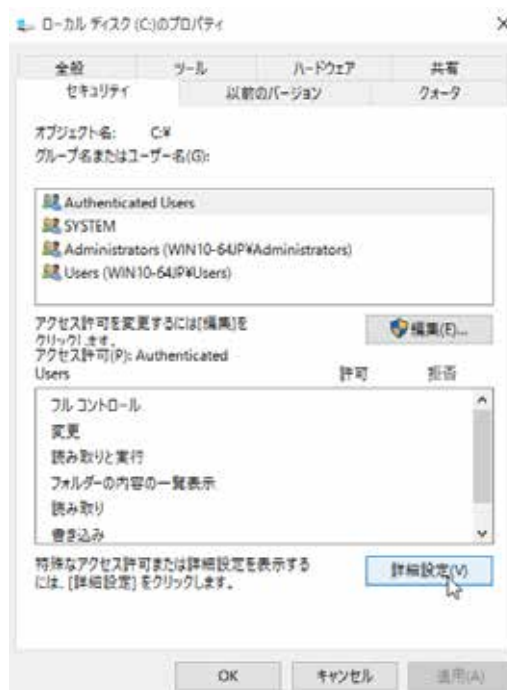 ローカル ディスク (C:)のプロパティ
全般 ツール ハードウェア 共有
セキュリティ 以前のバージョン クォータ
オブジェクト名: C:¥
グループ名またはユーザー名(G):
Authenticated Users
SYSTEM
Administrators (WIN10-64JP¥Administrators)
Users (WIN10-64JP¥Users)
アクセス許可を変更するには[編集]を
クリックします。
編集(E)...
アクセス許可(P): Authenticated
Users 許可 拒否
フル コントロール
変更
読み取りと実行
フォルダーの内容の一覧表示
読み取り
書き込み
特殊なアクセス許可または詳細設定を表示する
には、[詳細設定] をクリックします。
詳細設定(V)
OK キャンセル 適用(A)